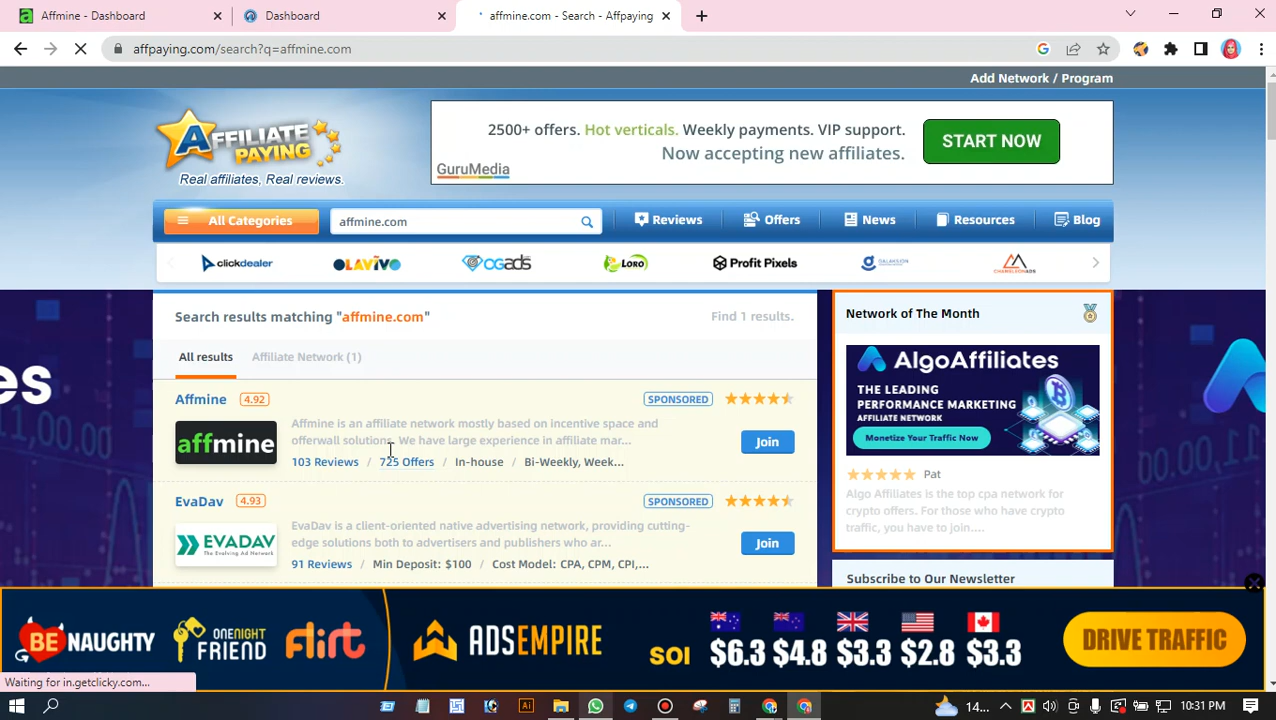 Affmine - Dashboard
Dashboard
affmine.com - Search - Affpaying
affpaying.com/search?q=affmine.com
Add Network / Program
AFFILIATE PAYING
Real affiliates, Real reviews.
2500+ offers. Hot verticals. Weekly payments. VIP support.
Now accepting new affiliates.
GuruMedia
START NOW
All Categories
affmine.com
Reviews
Offers
News
Resources
Blog
clickdealer
OLAVIVO
OGADS
LORO
Profit Pixels
GALAKSION
CHAMELEONADS
Search results matching "affmine.com"
Find 1 results.
All results
Affiliate Network (1)
Affmine 4.92
SPONSORED
affmine
Affmine is an affiliate network mostly based on incentive space and
offerwall solutions. We have large experience in affiliate mar...
103 Reviews / 725 Offers / In-house / Bi-Weekly, Week...
Join
EvaDav 4.93
SPONSORED
EVADAV
The Evolving Ad Network
EvaDav is a client-oriented native advertising network, providing cutting-
edge solutions both to advertisers and publishers who ar...
91 Reviews / Min Deposit: $100 / Cost Model: CPA, CPM, CPI,...
Join
es
Network of The Month
AlgoAffiliates
THE LEADING
PERFORMANCE MARKETING
AFFILIATE NETWORK
Monetize Your Traffic Now
Pat
Algo Affiliates is the top cpa network for
crypto offers. For those who have crypto
traffic, you have to join....
Subscribe to Our Newsletter
BE NAUGHTY
ONENIGHT FRIEND
flirt
ADSEMPIRE
SOI
$6.3 $4.8 $3.3 $2.8 $3.3
DRIVE TRAFFIC
Waiting for in.getclicky.com...
14...
10:31 PM